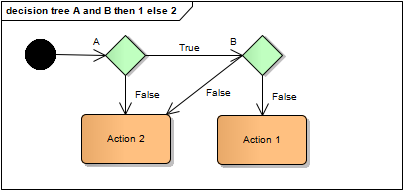 decision tree A and B then 1 else 2
A
True
B
False
False
False
Action 2
Action 1